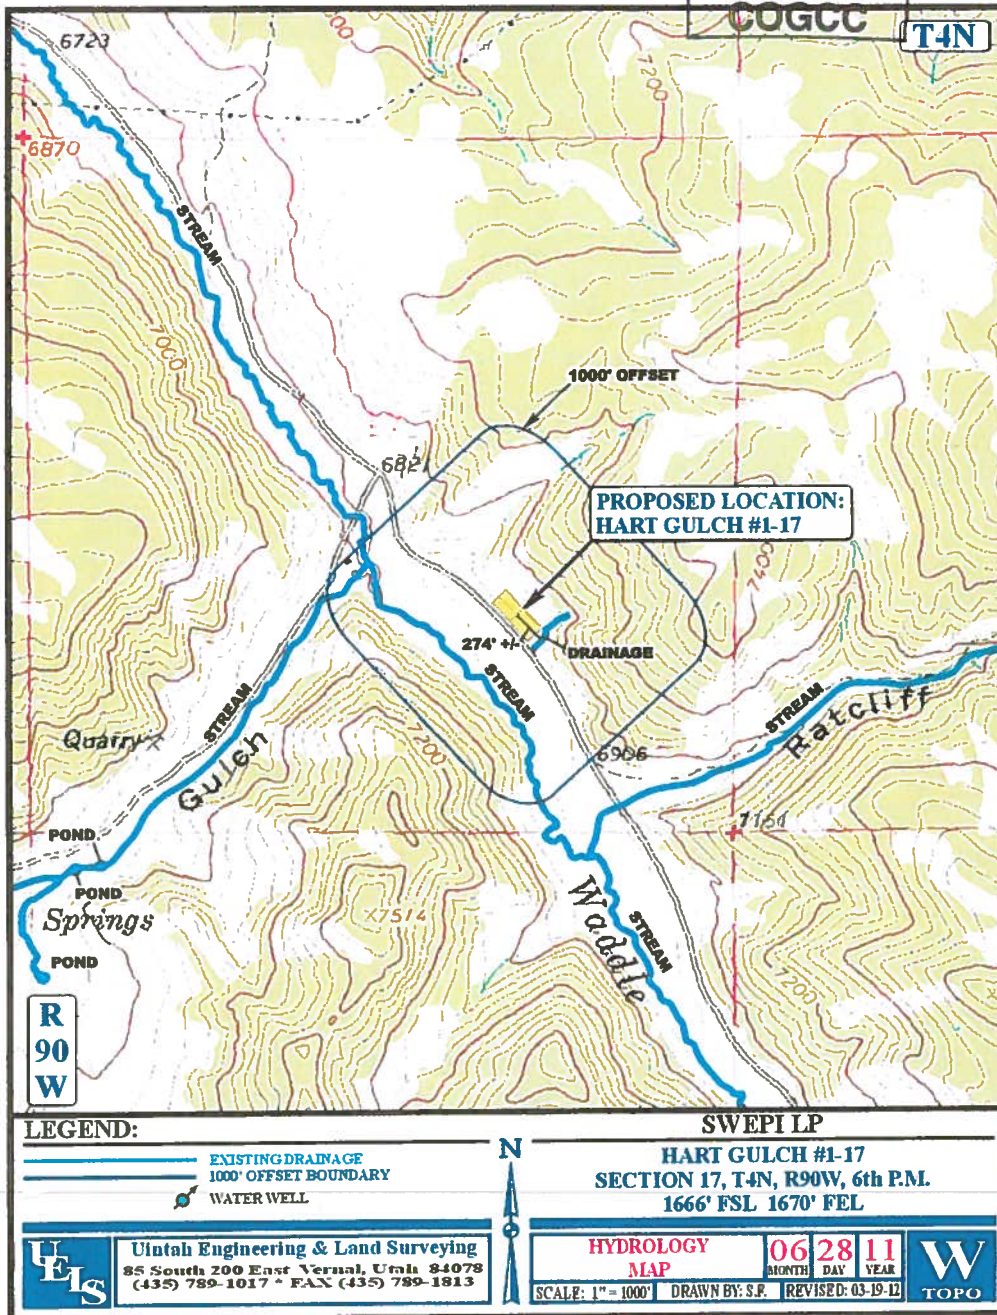 COGCC
T4N
6723
7200
6870
STREAM
7000
1000' OFFSET
PROPOSED LOCATION:
HART GULCH #1-17
7400
274' +/-
DRAINAGE
STREAM
STREAM
STREAM
Ratcliff
Quarry
Gulch
7200
6906
7151
POND
POND
Springs
POND
X7514
Waddle
STREAM
7200
R
90
W
LEGEND:
EXISTING DRAINAGE
1000' OFFSET BOUNDARY
WATER WELL
N
SWEPI LP
HART GULCH #1-17
SECTION 17, T4N, R90W, 6th P.M.
1666' FSL 1670' FEL
UELS
Uintah Engineering & Land Surveying
85 South 200 East Vernal, Utah 84078
(435) 789-1017 * FAX (435) 789-1813
HYDROLOGY
MAP
06 28 11
MONTH DAY YEAR
SCALE: 1" = 1000' DRAWN BY: S.F. REVISED: 03-19-12
W
TOPO